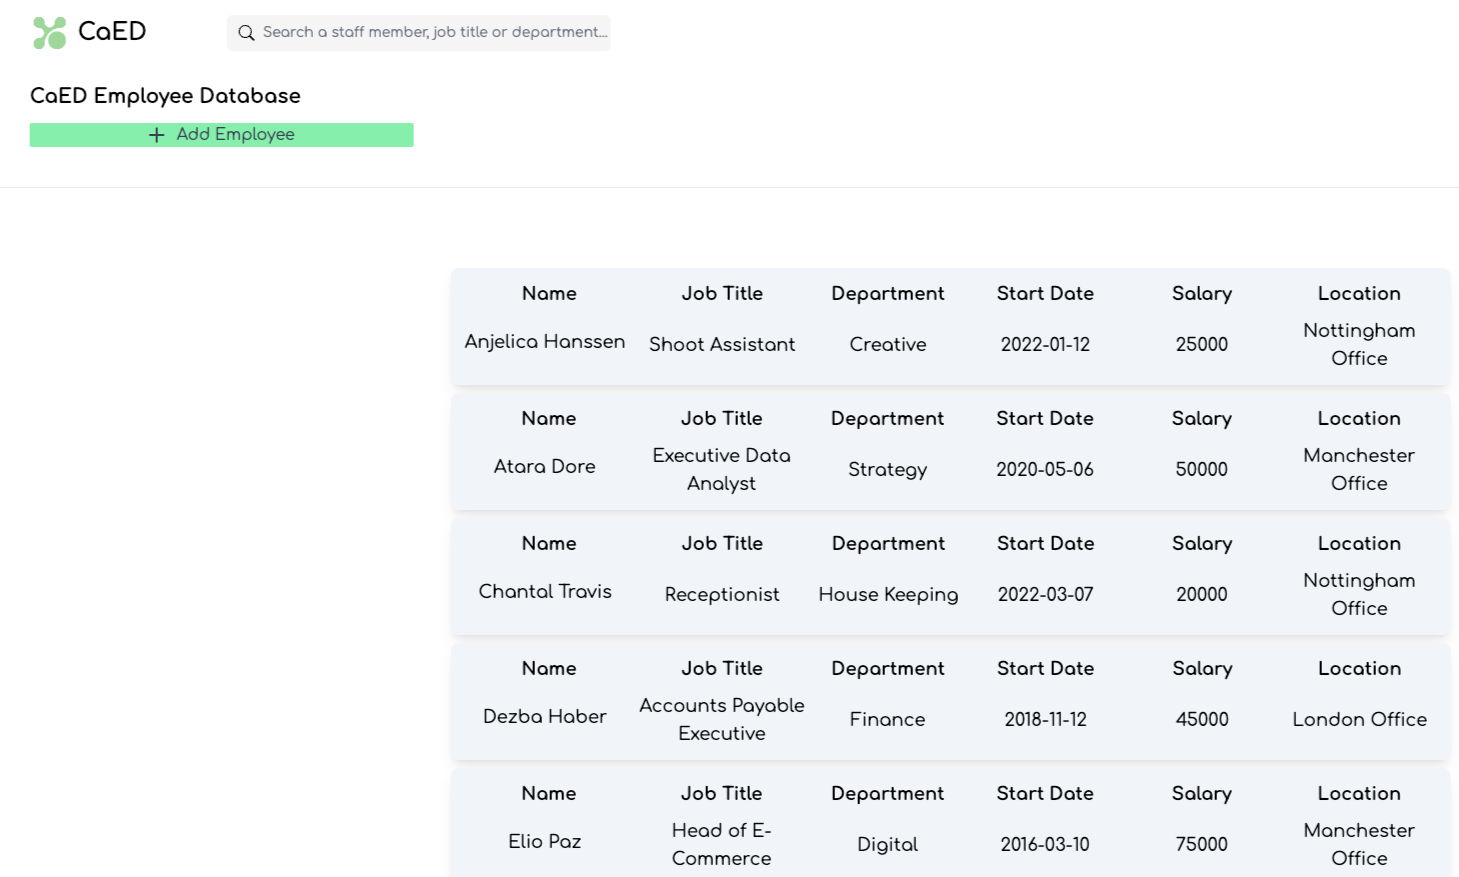 CaED
Search a staff member, job title or department...
CaED Employee Database
+ Add Employee
Name Job Title Department Start Date Salary Location
Anjelica Hanssen Shoot Assistant Creative 2022-01-12 25000 Nottingham
Office
Name Job Title Department Start Date Salary Location
Atara Dore Executive Data Strategy 2020-05-06 50000 Manchester
Analyst Office
Name Job Title Department Start Date Salary Location
Chantal Travis Receptionist House Keeping 2022-03-07 20000 Nottingham
Office
Name Job Title Department Start Date Salary Location
Dezba Haber Accounts Payable Finance 2018-11-12 45000 London Office
Executive
Name Job Title Department Start Date Salary Location
Elio Paz Head of E- Digital 2016-03-10 75000 Manchester
Commerce Office